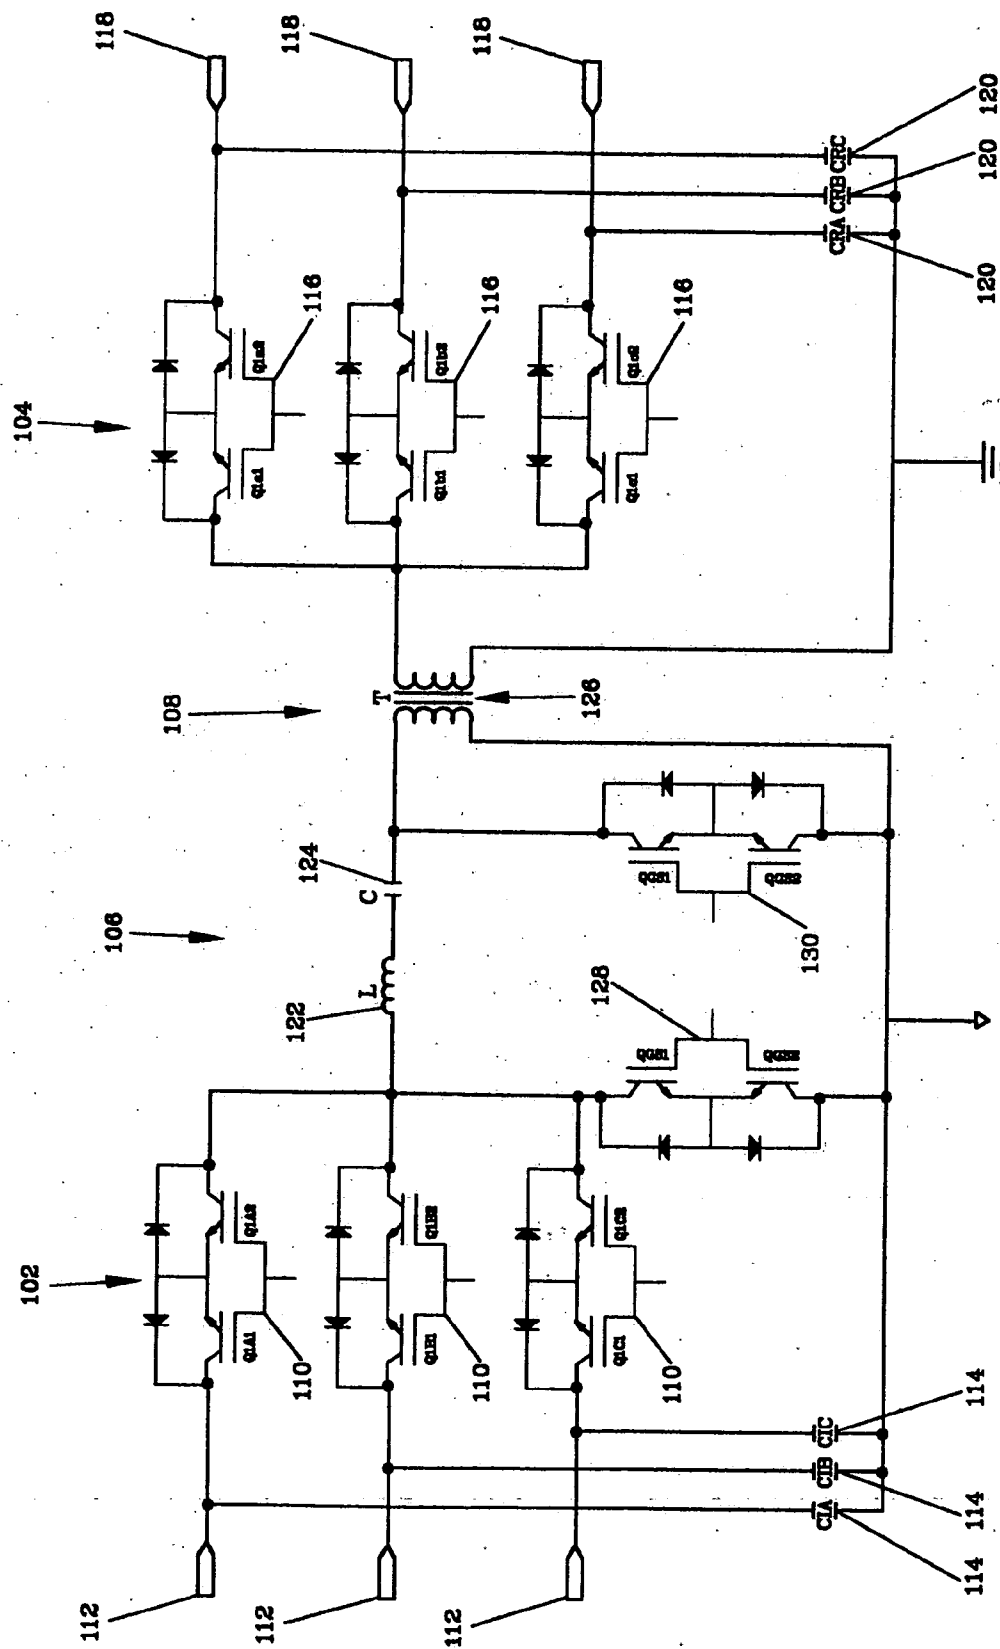 102
104
112
106
108
118
Q1A1
Q1A2
Q1a1
Q1a2
112
110
122
124
116
118
L
C
T
Q1B1
Q1B2
Q1b1
Q1b2
112
110
116
118
128
126
Q1C1
Q1C2
Q1c1
Q1c2
QGS1
QGS1
110
116
QGS2
QGS2
130
CIA
CIB
CIC
CRA
CRB
CRC
114
114
114
120
120
120